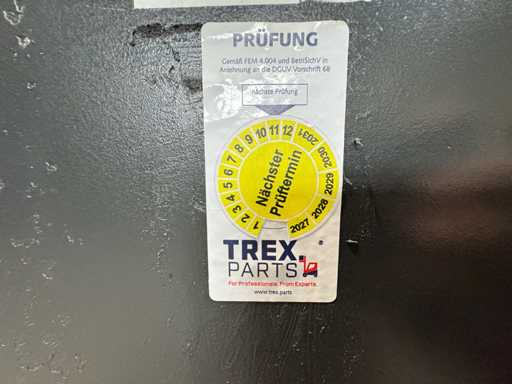 PRÜFUNG
Gemäß FEM 4.004 und BetrSichV in
Anlehnung an die DGUV Vorschrift 68
nächste Prüfung
1 2 3 4 5 6 7 8 9 10 11 12
2031 2030 2029 2028 2027
Nächster
Prüftermin
TREX.®
PARTS
For Professionals. From Experts.
www.trex.parts